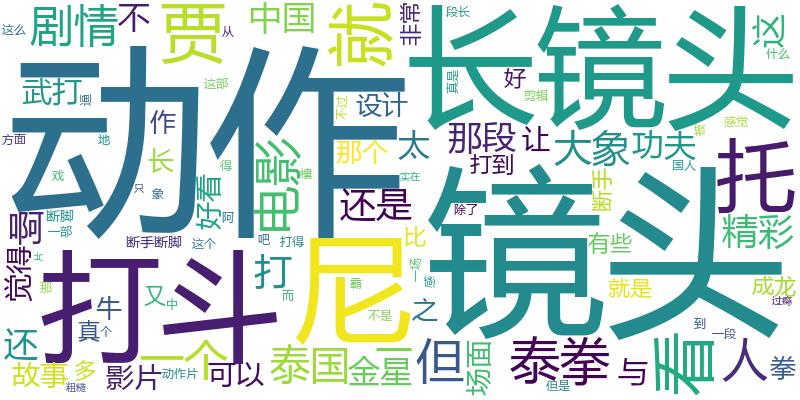 这么
段长
从
中国
剧情
不
贾
就
非常
长镜头
这
什么
动作
武打
这部
不过
设计
真是
好
剪辑
感觉
方面
地
作
那个
太
那段
让
大象
功夫
打到
国人
长
得
电影
托
戏
好看
只
象
实在
断手
还是
除了
精彩
断脚
一部
啊
阿
断手断脚
这个
吧
打得
尼
比
镜头
有些
觉得
片
那
打斗
打
一场
感
就是
成龙
过瘾
牛
又
中
而
霸
不是
之
到
一段
真
个
还
一个
泰国
金星
但
场面
泰拳
与
看
人
拳
故事
多
粗糙
影片
动作片
可以
但是